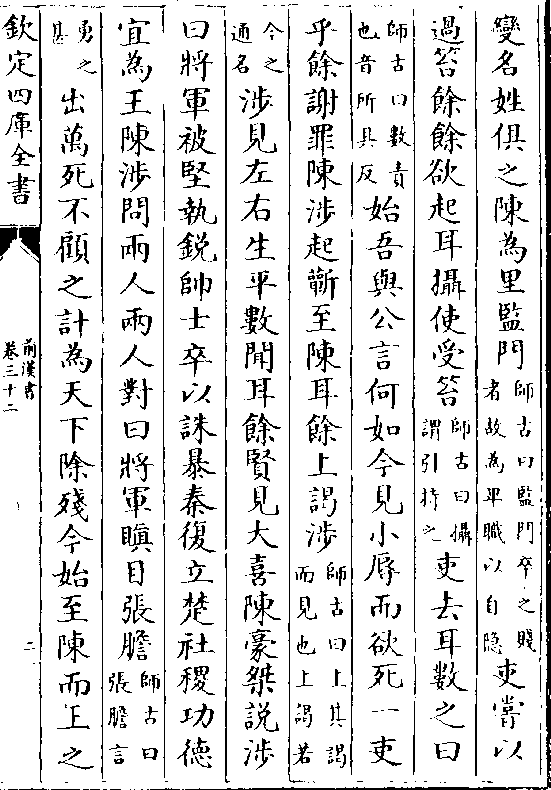 變名姓俱之陳為里監門師古曰監門卒之賤者故為卑職以自隐吏嘗以
過笞餘餘欲起耳攝使受笞師古曰攝謂引持之吏去耳數之曰
師古曰數責也音所具反始吾與公言何如今見小辱而欲死一吏
乎餘謝罪陳涉起蘄至陳耳餘上謁涉師古曰上其謁而見也上謁若
今之通名涉見左右生平數聞耳餘賢見大喜陳豪桀説涉
曰將軍被堅執鋭帥士卒以誅暴秦復立楚社稷功德
宜為王陳涉問兩人兩人對曰將軍瞋目張膽師古曰張膽言
勇之甚出萬死不顧之計為天下除殘今始至陳而王之
欽定四庫全書
前漢書
卷三十二
二